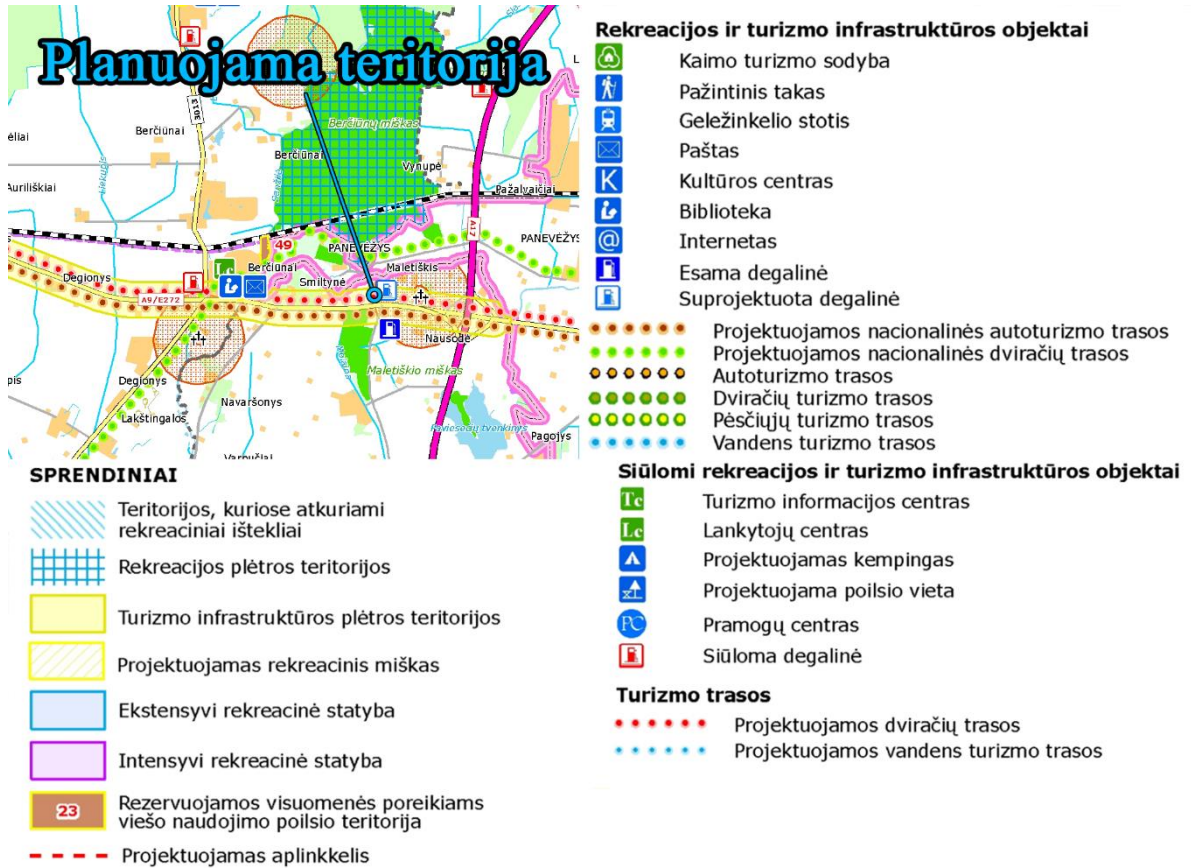 Planuojama teritorija
3013
Berčiūnai
Berčiūnų miškas
Berčiūnai
Vynupė
Pažalvaičiai
Auriliškiai
A17
49
PANEVĖŽYS
PANEVĖŽYS
Lc
Berčiūnai
Maletiškis
Degionys
Smiltynė
A9/E272
Nausodė
Degionys
Maletiškio miškas
Navaršonys
Lakštingalos
Pagojys
SPRENDINIAI
Teritorijos, kuriose atkuriami
rekreaciniai ištekliai
Rekreacijos plėtros teritorijos
Turizmo infrastruktūros plėtros teritorijos
Projektuojamas rekreacinis miškas
Ekstensyvi rekreacinė statyba
Intensyvi rekreacinė statyba
23 Rezervuojamos visuomenės poreikiams
viešo naudojimo poilsio teritorija
Projektuojamas aplinkkelis
Rekreacijos ir turizmo infrastruktūros objektai
Kaimo turizmo sodyba
Pažintinis takas
Geležinkelio stotis
Paštas
K Kultūros centras
Biblioteka
@ Internetas
Esama degalinė
Suprojektuota degalinė
Projektuojamos nacionalinės autoturizmo trasos
Projektuojamos nacionalinės dviračių trasos
Autoturizmo trasos
Dviračių turizmo trasos
Pėsčiųjų turizmo trasos
Vandens turizmo trasos
Siūlomi rekreacijos ir turizmo infrastruktūros objektai
Tc Turizmo informacijos centras
Lc Lankytojų centras
Projektuojamas kempingas
Projektuojama poilsio vieta
PC Pramogų centras
Siūloma degalinė
Turizmo trasos
Projektuojamos dviračių trasos
Projektuojamos vandens turizmo trasos